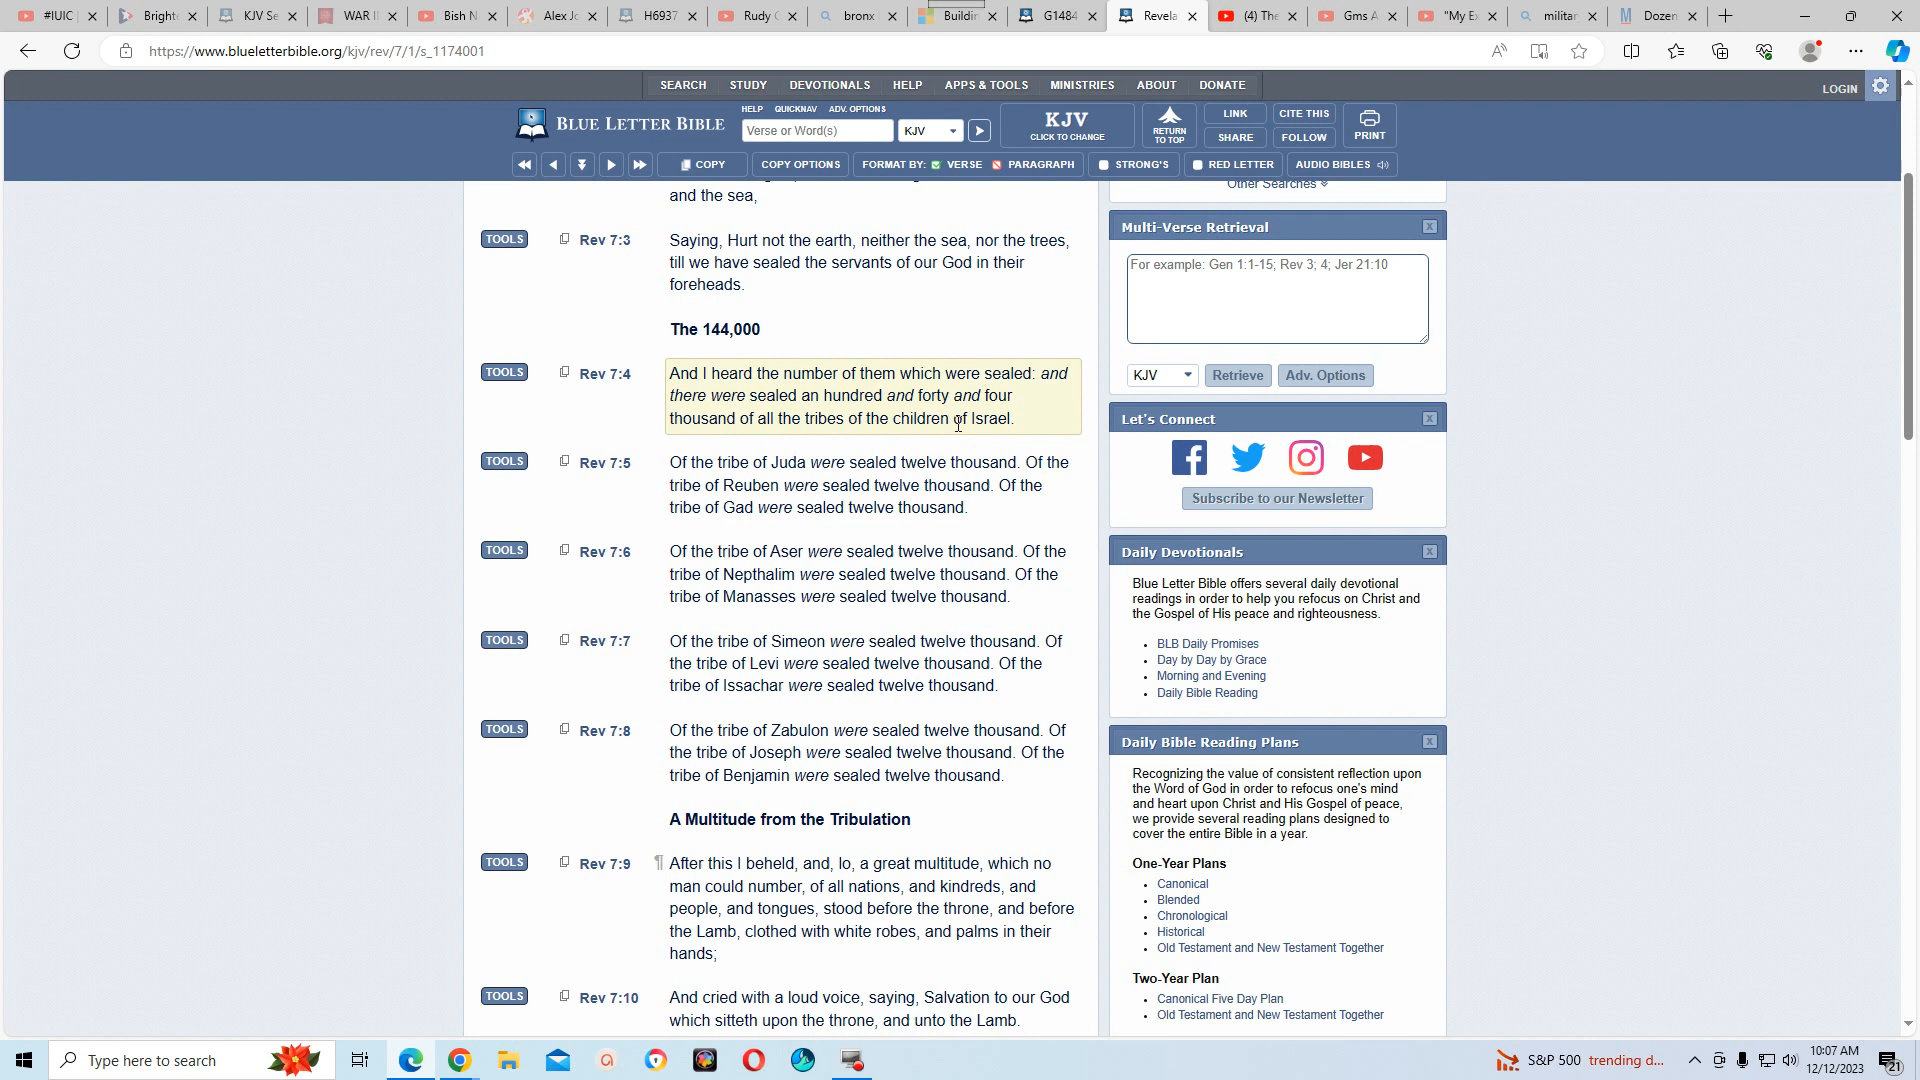 #IUIC
Bright
KJV Se
WAR I
Bish N
Alex Jo
H6937
Rudy G
bronx
Buildin
G1484
Revela
(4) The
Gms A
"My Ex
militar
Dozen
https://www.blueletterbible.org/kjv/rev/7/1/s_1174001
SEARCH STUDY DEVOTIONALS HELP APPS & TOOLS MINISTRIES ABOUT DONATE
LOGIN
BLUE LETTER BIBLE
HELP QUICKNAV ADV. OPTIONS
Verse or Word(s)
KJV
KJV
CLICK TO CHANGE
RETURN
TO TOP
LINK
CITE THIS
SHARE
FOLLOW
PRINT
COPY
COPY OPTIONS
FORMAT BY: VERSE PARAGRAPH
STRONG'S
RED LETTER
AUDIO BIBLES
and the sea,
TOOLS Rev 7:3 Saying, Hurt not the earth, neither the sea, nor the trees,
till we have sealed the servants of our God in their
foreheads.
The 144,000
TOOLS Rev 7:4 And I heard the number of them which were sealed: and
there were sealed an hundred and forty and four
thousand of all the tribes of the children of Israel.
TOOLS Rev 7:5 Of the tribe of Juda were sealed twelve thousand. Of the
tribe of Reuben were sealed twelve thousand. Of the
tribe of Gad were sealed twelve thousand.
TOOLS Rev 7:6 Of the tribe of Aser were sealed twelve thousand. Of the
tribe of Nepthalim were sealed twelve thousand. Of the
tribe of Manasses were sealed twelve thousand.
TOOLS Rev 7:7 Of the tribe of Simeon were sealed twelve thousand. Of
the tribe of Levi were sealed twelve thousand. Of the
tribe of Issachar were sealed twelve thousand.
TOOLS Rev 7:8 Of the tribe of Zabulon were sealed twelve thousand. Of
the tribe of Joseph were sealed twelve thousand. Of the
tribe of Benjamin were sealed twelve thousand.
A Multitude from the Tribulation
TOOLS Rev 7:9 ¶ After this I beheld, and, lo, a great multitude, which no
man could number, of all nations, and kindreds, and
people, and tongues, stood before the throne, and before
the Lamb, clothed with white robes, and palms in their
hands;
TOOLS Rev 7:10 And cried with a loud voice, saying, Salvation to our God
which sitteth upon the throne, and unto the Lamb.
Other Searches
Multi-Verse Retrieval
For example: Gen 1:1-15; Rev 3; 4; Jer 21:10
KJV Retrieve Adv. Options
Let's Connect
Subscribe to our Newsletter
Daily Devotionals
Blue Letter Bible offers several daily devotional
readings in order to help you refocus on Christ and
the Gospel of His peace and righteousness.
BLB Daily Promises
Day by Day by Grace
Morning and Evening
Daily Bible Reading
Daily Bible Reading Plans
Recognizing the value of consistent reflection upon
the Word of God in order to refocus one's mind
and heart upon Christ and His Gospel of peace,
we provide several reading plans designed to
cover the entire Bible in a year.
One-Year Plans
Canonical
Blended
Chronological
Historical
Old Testament and New Testament Together
Two-Year Plan
Canonical Five Day Plan
Old Testament and New Testament Together
Type here to search
S&P 500 trending d...
10:07 AM
12/12/2023
21